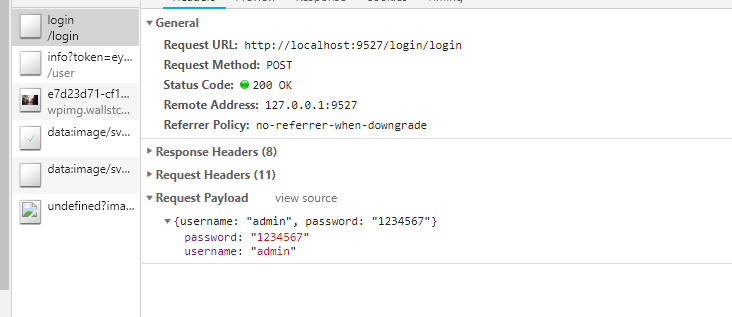 login
/login
info?token=ey...
/user
e7d23d71-cf1...
wpimg.wallstc...
data:image/sv...
data:image/sv...
undefined?ima...
General
Request URL: http://localhost:9527/login/login
Request Method: POST
Status Code: 200 OK
Remote Address: 127.0.0.1:9527
Referrer Policy: no-referrer-when-downgrade
Response Headers (8)
Request Headers (11)
Request Payload view source
{username: "admin", password: "1234567"}
password: "1234567"
username: "admin"